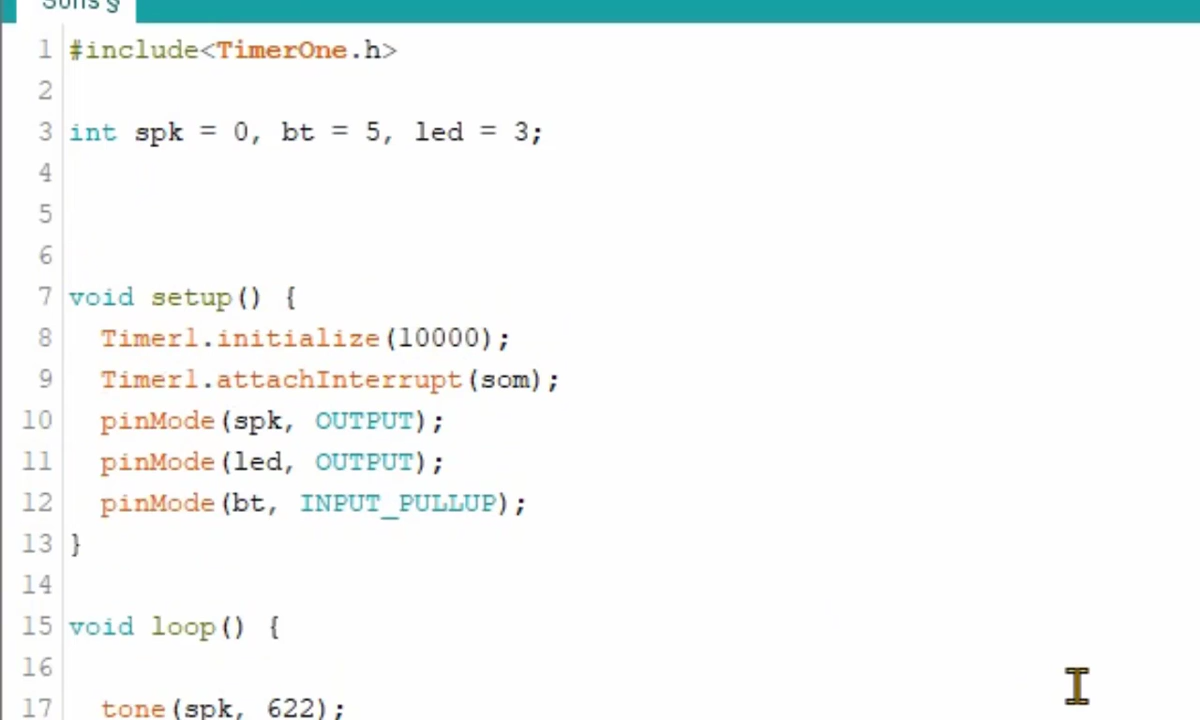 Sons §
1 #include<TimerOne.h>
2
3 int spk = 0, bt = 5, led = 3;
4
5
6
7 void setup() {
8 Timer1.initialize(10000);
9 Timer1.attachInterrupt(som);
10 pinMode(spk, OUTPUT);
11 pinMode(led, OUTPUT);
12 pinMode(bt, INPUT_PULLUP);
13 }
14
15 void loop() {
16
17 tone(spk, 622);